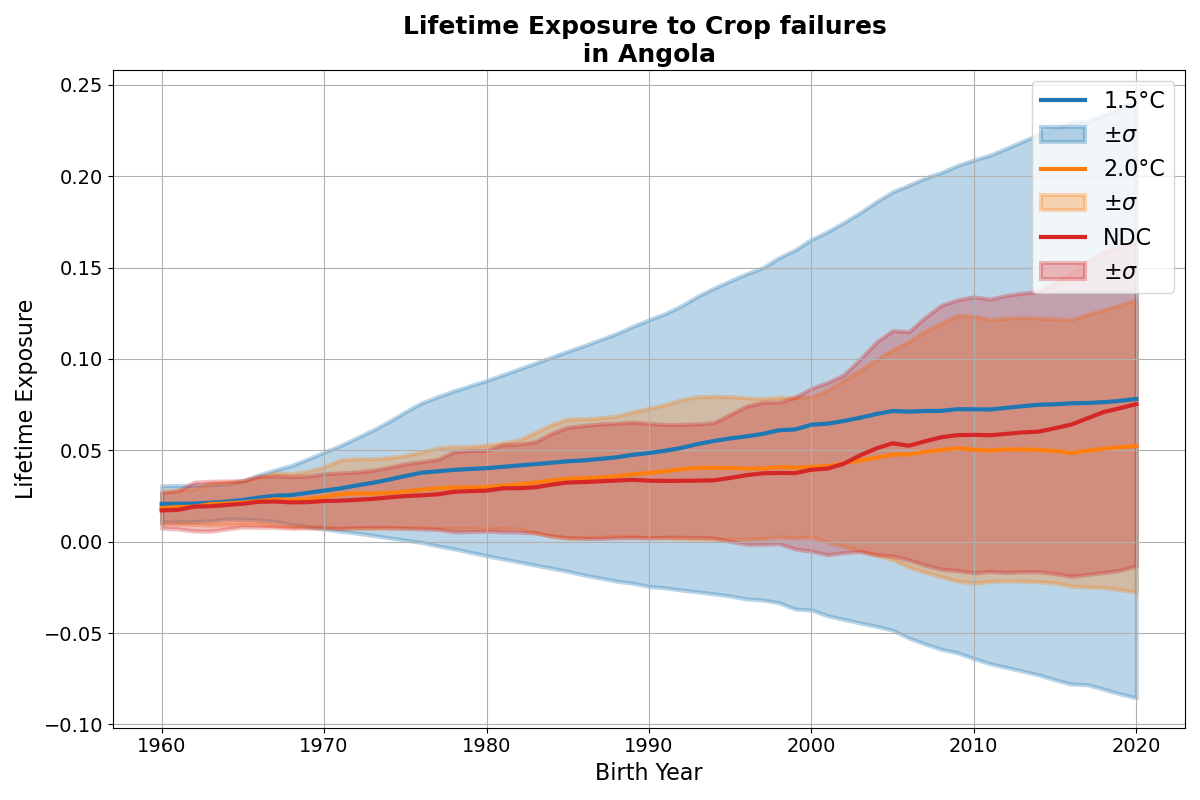 Lifetime Exposure to Crop failures
in Angola
Lifetime Exposure
0.25
0.20
0.15
0.10
0.05
0.00
−0.05
−0.10
1960
1970
1980
1990
2000
2010
2020
Birth Year
1.5°C
±σ
2.0°C
±σ
NDC
±σ